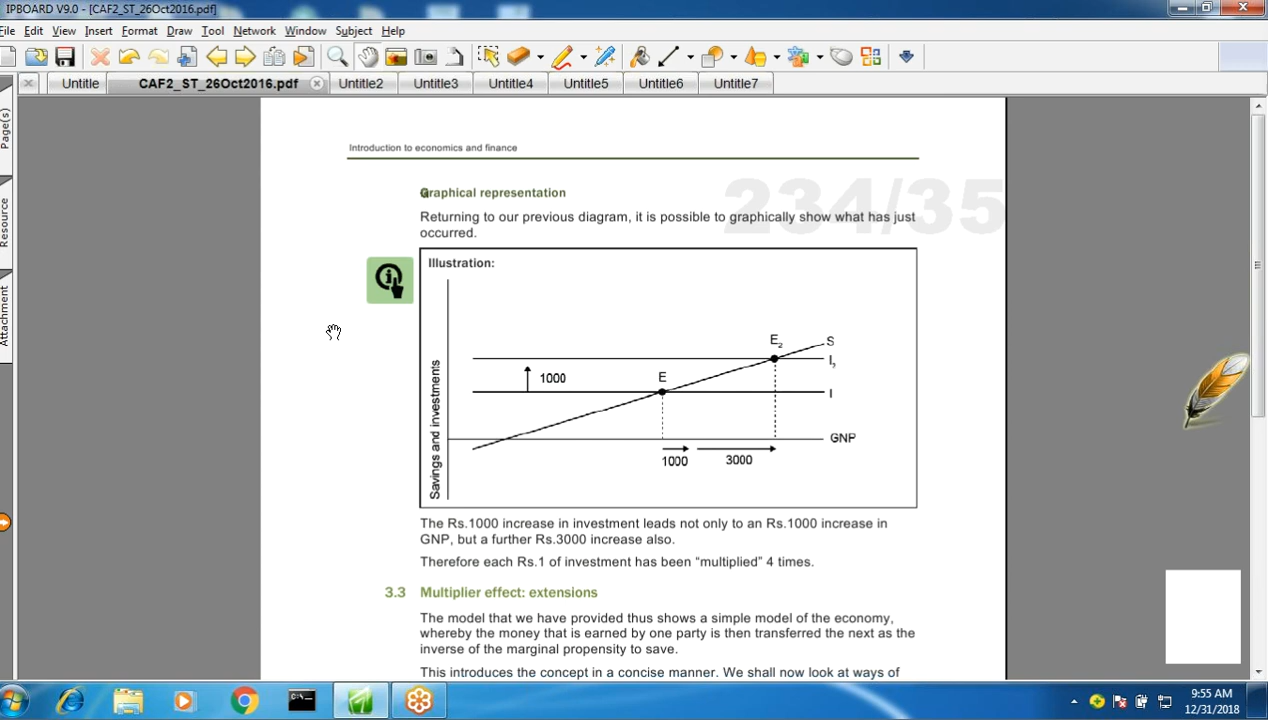 IPBOARD V9.0 - [CAF2_ST_26Oct2016.pdf]
File Edit View Insert Format Draw Tool Network Window Subject Help
Untitle CAF2_ST_26Oct2016.pdf Untitle2 Untitle3 Untitle4 Untitle5 Untitle6 Untitle7
Page(s)
Resource
Attachment
Introduction to economics and finance
234/35
Graphical representation
Returning to our previous diagram, it is possible to graphically show what has just
occurred.
Illustration:
Savings and investments
E2
S
I2
1000
E
I
GNP
1000 3000
The Rs.1000 increase in investment leads not only to an Rs.1000 increase in
GNP, but a further Rs.3000 increase also.
Therefore each Rs.1 of investment has been “multiplied” 4 times.
3.3 Multiplier effect: extensions
The model that we have provided thus shows a simple model of the economy,
whereby the money that is earned by one party is then transferred the next as the
inverse of the marginal propensity to save.
This introduces the concept in a concise manner. We shall now look at ways of
9:55 AM
12/31/2018